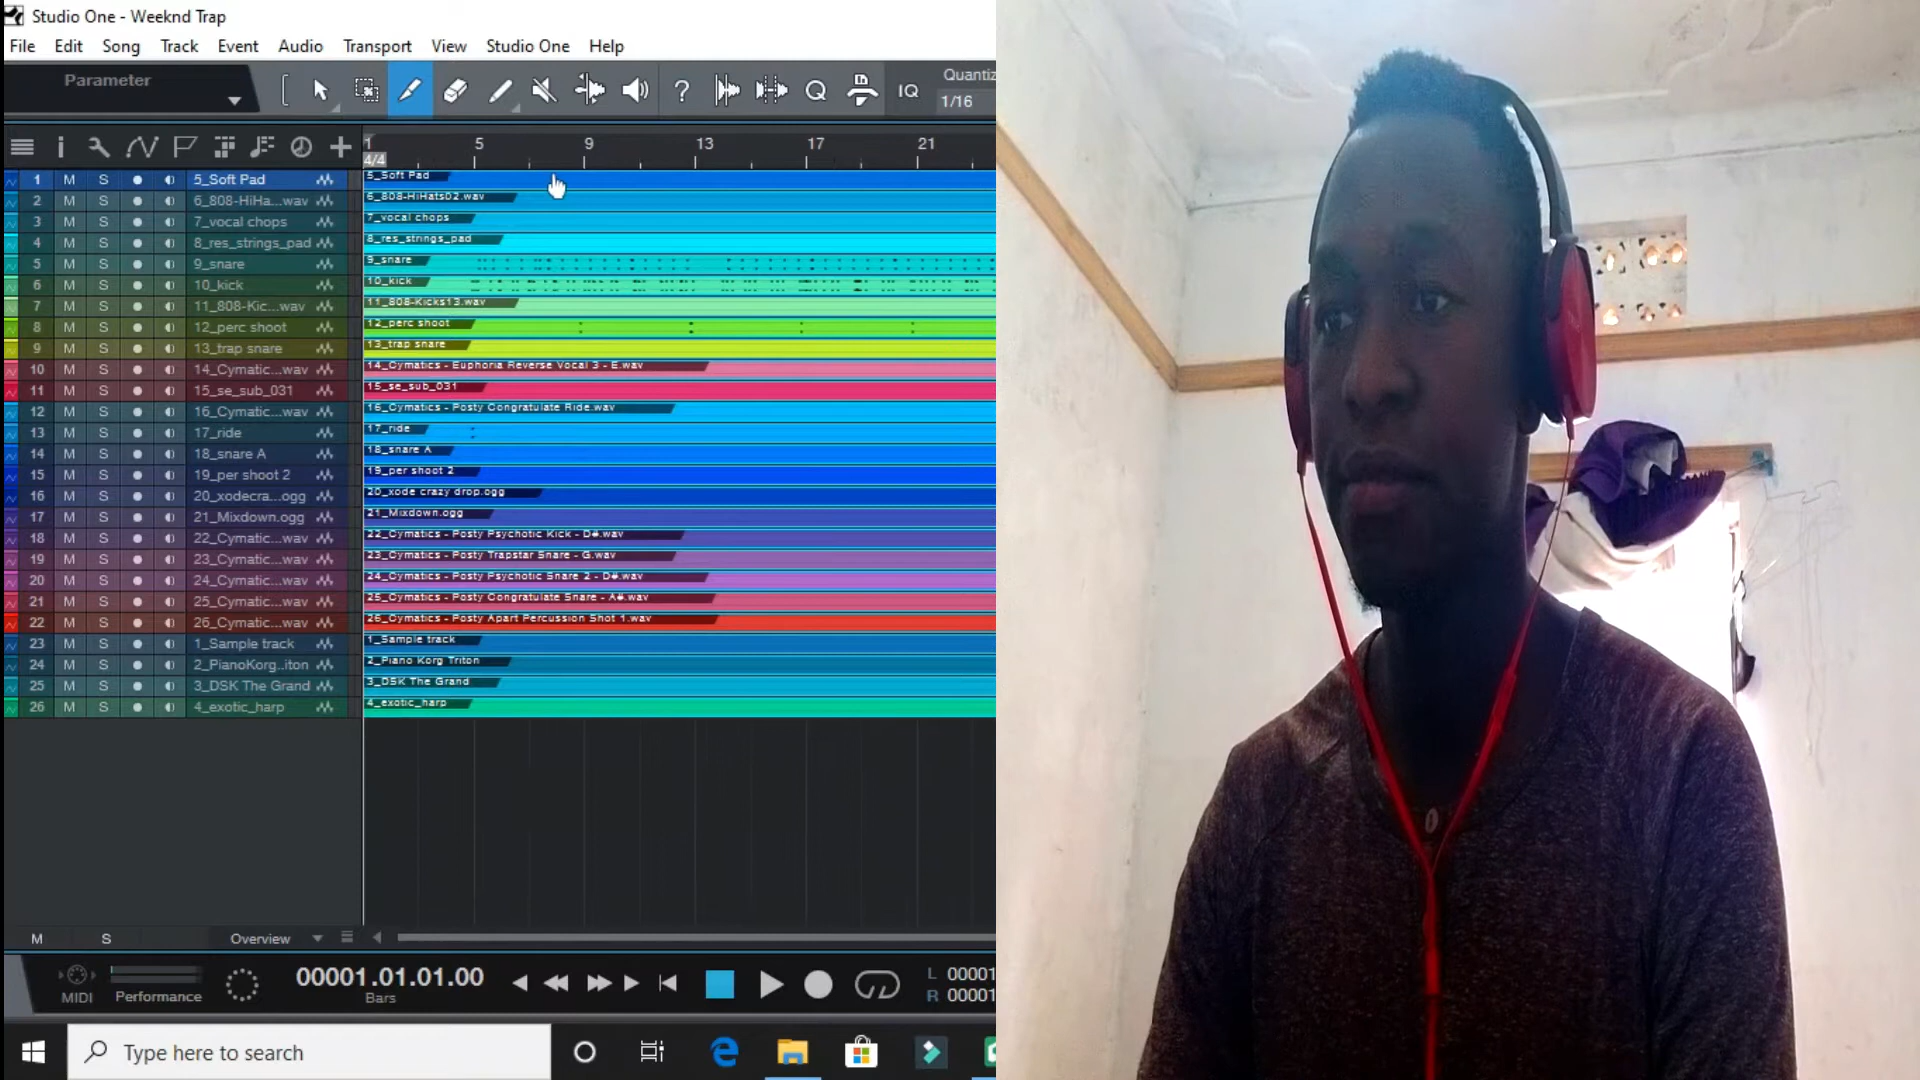 Studio One - Weeknd Trap
File Edit Song Track Event Audio Transport View Studio One Help
Parameter
? Q IQ
Quantiz
1/16
1 5 9 13 17 21
4/4
1 M S 5_Soft Pad 5_Soft Pad
2 M S 6_808-HiHa...wav 6_808-HiHats02.wav
3 M S 7_vocal chops 7_vocal chops
4 M S 8_res_strings_pad 8_res_strings_pad
5 M S 9_snare 9_snare
6 M S 10_kick 10_kick
7 M S 11_808-Kic...wav 11_808-Kicks13.wav
8 M S 12_perc shoot 12_perc shoot
9 M S 13_trap snare 13_trap snare
10 M S 14_Cymatic...wav 14_Cymatics - Euphoria Reverse Vocal 3 - E.wav
11 M S 15_se_sub_031 15_se_sub_031
12 M S 16_Cymatic...wav 16_Cymatics - Posty Congratulate Ride.wav
13 M S 17_ride 17_ride
14 M S 18_snare A 18_snare A
15 M S 19_per shoot 2 19_per shoot 2
16 M S 20_xodecra...ogg 20_xode crazy drop.ogg
17 M S 21_Mixdown.ogg 21_Mixdown.ogg
18 M S 22_Cymatic...wav 22_Cymatics - Posty Psychotic Kick - D#.wav
19 M S 23_Cymatic...wav 23_Cymatics - Posty Trapstar Snare - G.wav
20 M S 24_Cymatic...wav 24_Cymatics - Posty Psychotic Snare 2 - D#.wav
21 M S 25_Cymatic...wav 25_Cymatics - Posty Congratulate Snare - A#.wav
22 M S 26_Cymatic...wav 26_Cymatics - Posty Apart Percussion Shot 1.wav
23 M S 1_Sample track 1_Sample track
24 M S 2_PianoKorg...iton 2_Piano Korg Triton
25 M S 3_DSK The Grand 3_DSK The Grand
26 M S 4_exotic_harp 4_exotic_harp
M S Overview
MIDI Performance
00001.01.01.00
Bars
L 00001
R 00001
Type here to search